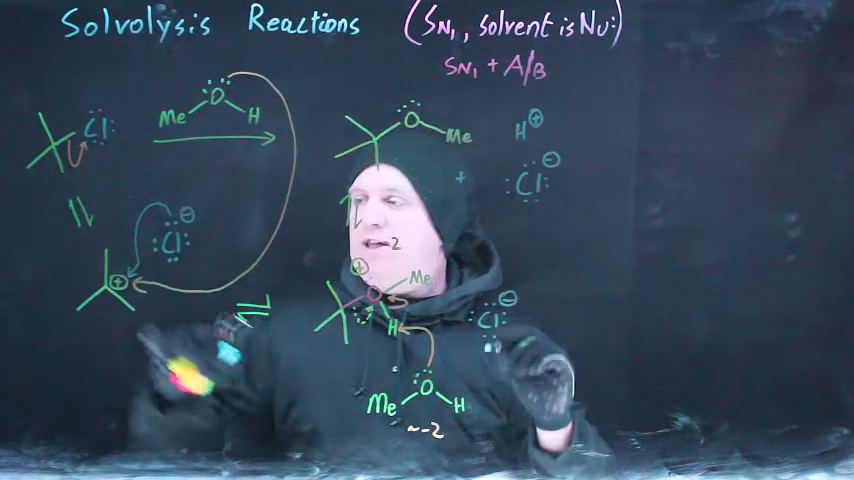 Solvolysis Reactions (SN1, solvent is Nu:)
SN1 + A/B
Cl
Me O H
O Me
H⊕
+
Cl⊖
Cl⊖
⊕
-2
⊕
O Me
H
Cl⊖
Me O H
~-2